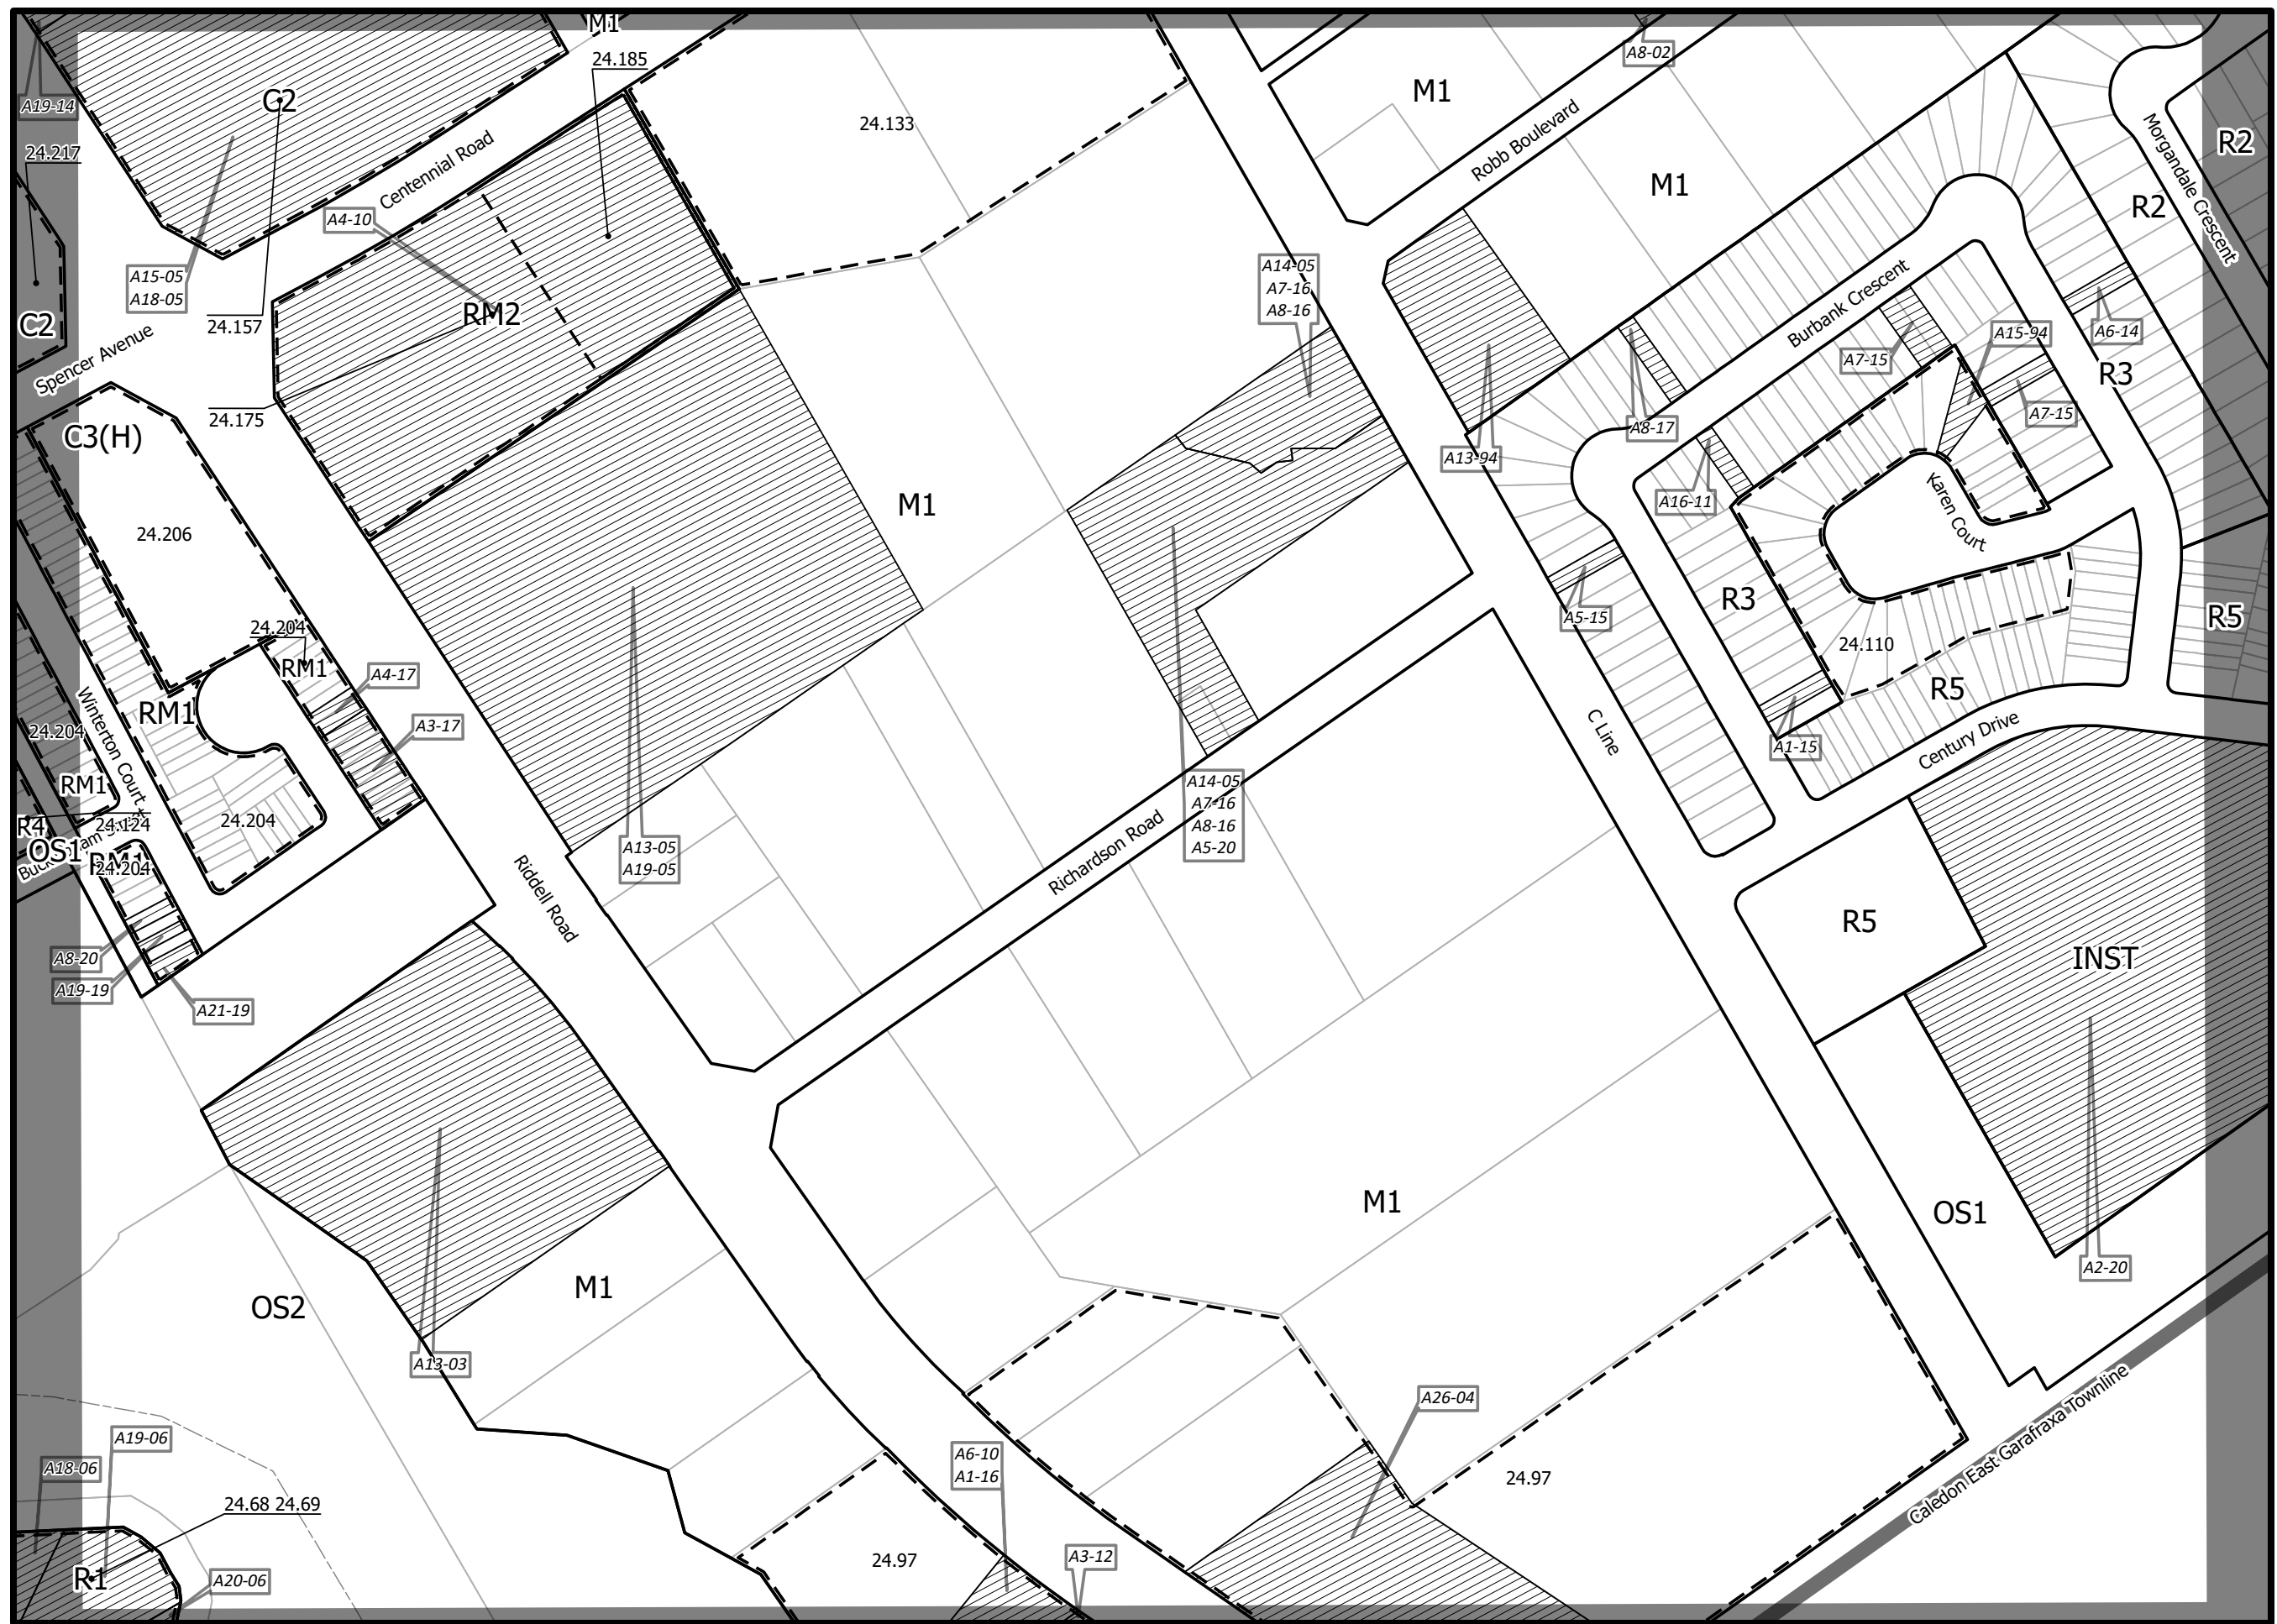 M1
24.185
A8-02
C2
M1
A19-14
24.133
Robb Boulevard
24.217
Centennial Road
Morgandale Crescent
R2
M1
R2
A4-10
A15-05
A18-05
A14-05
A7-16
A8-16
RM2
24.157
C2
Burbank Crescent
A15-94
A6-14
A7-15
Spencer Avenue
R3
24.175
A7-15
C3(H)
A8-17
A13-94
M1
A16-11
Karen Court
24.206
R3
A5-15
R5
24.204
24.110
RM1
A4-17
R5
Winterton Court
RM1
A3-17
24.204
C Line
Century Drive
A1-15
RM1
A14-05
A7-16
A8-16
A5-20
24.204
R4
24.124
OS1
RM1
24.204
A13-05
A19-05
Richardson Road
Riddell Road
R5
INST
A8-20
A19-19
A21-19
M1
OS1
A2-20
M1
OS2
A13-03
Caledon East Garafraxa Townline
A26-04
A19-06
A18-06
A6-10
A1-16
24.97
24.68 24.69
24.97
A3-12
R1
A20-06